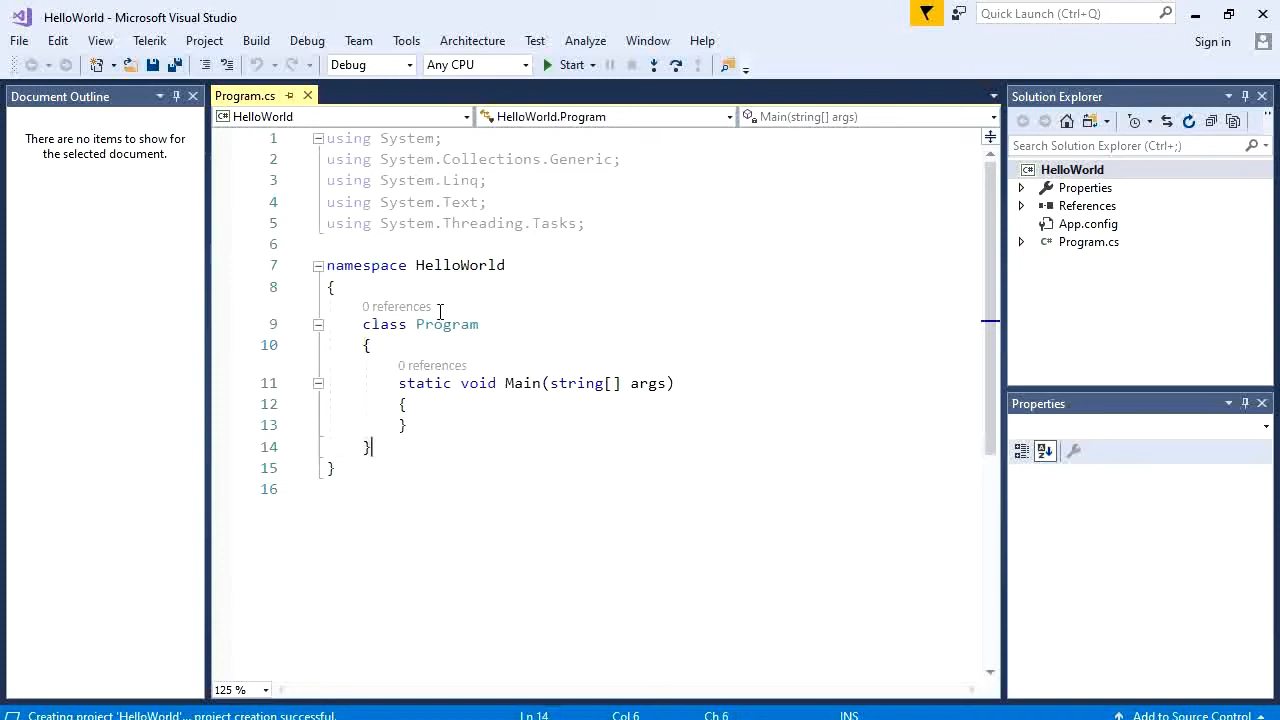 HelloWorld - Microsoft Visual Studio
Quick Launch (Ctrl+Q)
File Edit View Telerik Project Build Debug Team Tools Architecture Test Analyze Window Help
Sign in
Debug Any CPU Start
Document Outline
There are no items to show for
the selected document.
Program.cs
HelloWorld HelloWorld.Program Main(string[] args)
1 using System;
2 using System.Collections.Generic;
3 using System.Linq;
4 using System.Text;
5 using System.Threading.Tasks;
6
7 namespace HelloWorld
8 {
0 references
9 class Program
10 {
0 references
11 static void Main(string[] args)
12 {
13 }
14 }
15 }
16
125 %
Solution Explorer
Search Solution Explorer (Ctrl+;)
C# HelloWorld
Properties
References
App.config
C# Program.cs
Properties
Creating project 'HelloWorld'... project creation successful. Ln 14 Col 6 Ch 6 INS Add to Source Control